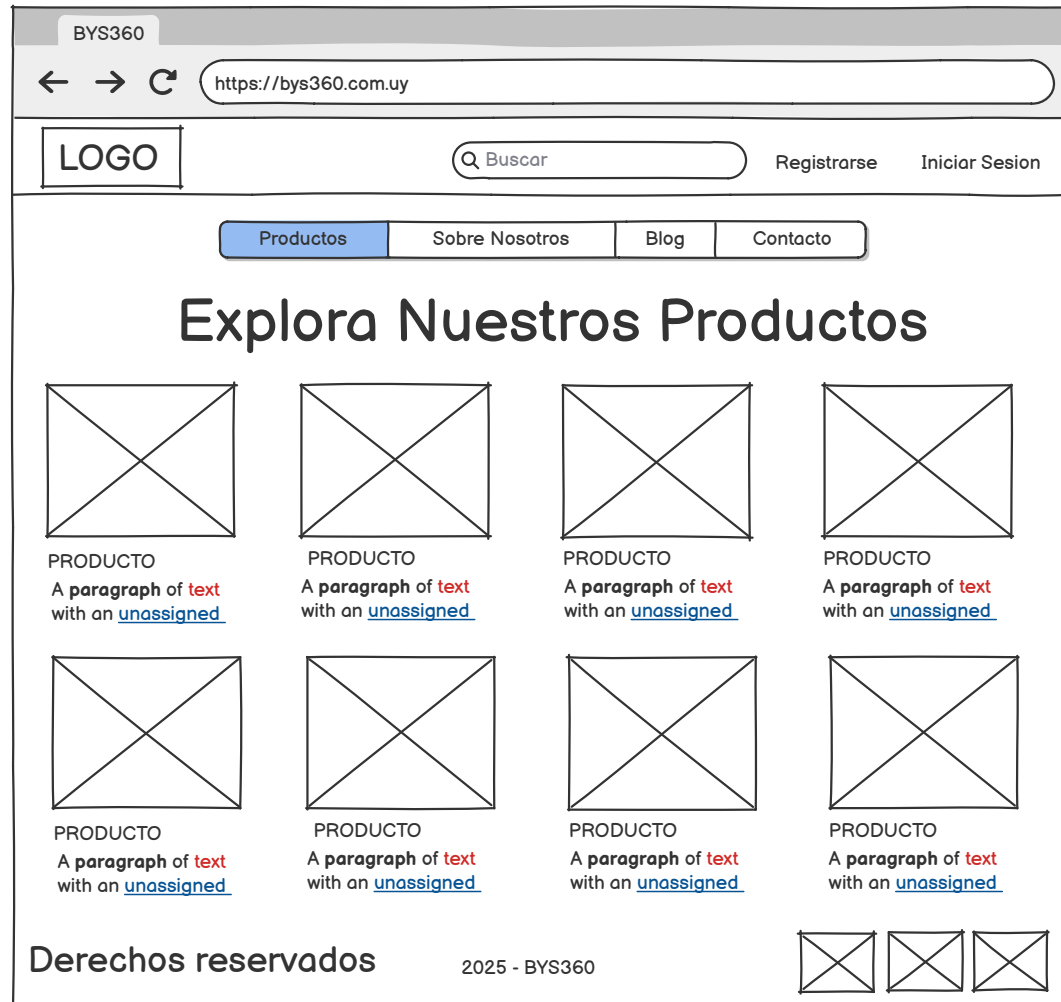 BYS360
https://bys360.com.uy
LOGO
Buscar
Registrarse
Iniciar Sesion
Productos
Sobre Nosotros
Blog
Contacto
Explora Nuestros Productos
PRODUCTO
A paragraph of text
with an unassigned
PRODUCTO
A paragraph of text
with an unassigned
PRODUCTO
A paragraph of text
with an unassigned
PRODUCTO
A paragraph of text
with an unassigned
PRODUCTO
A paragraph of text
with an unassigned
PRODUCTO
A paragraph of text
with an unassigned
PRODUCTO
A paragraph of text
with an unassigned
PRODUCTO
A paragraph of text
with an unassigned
Derechos reservados
2025 - BYS360